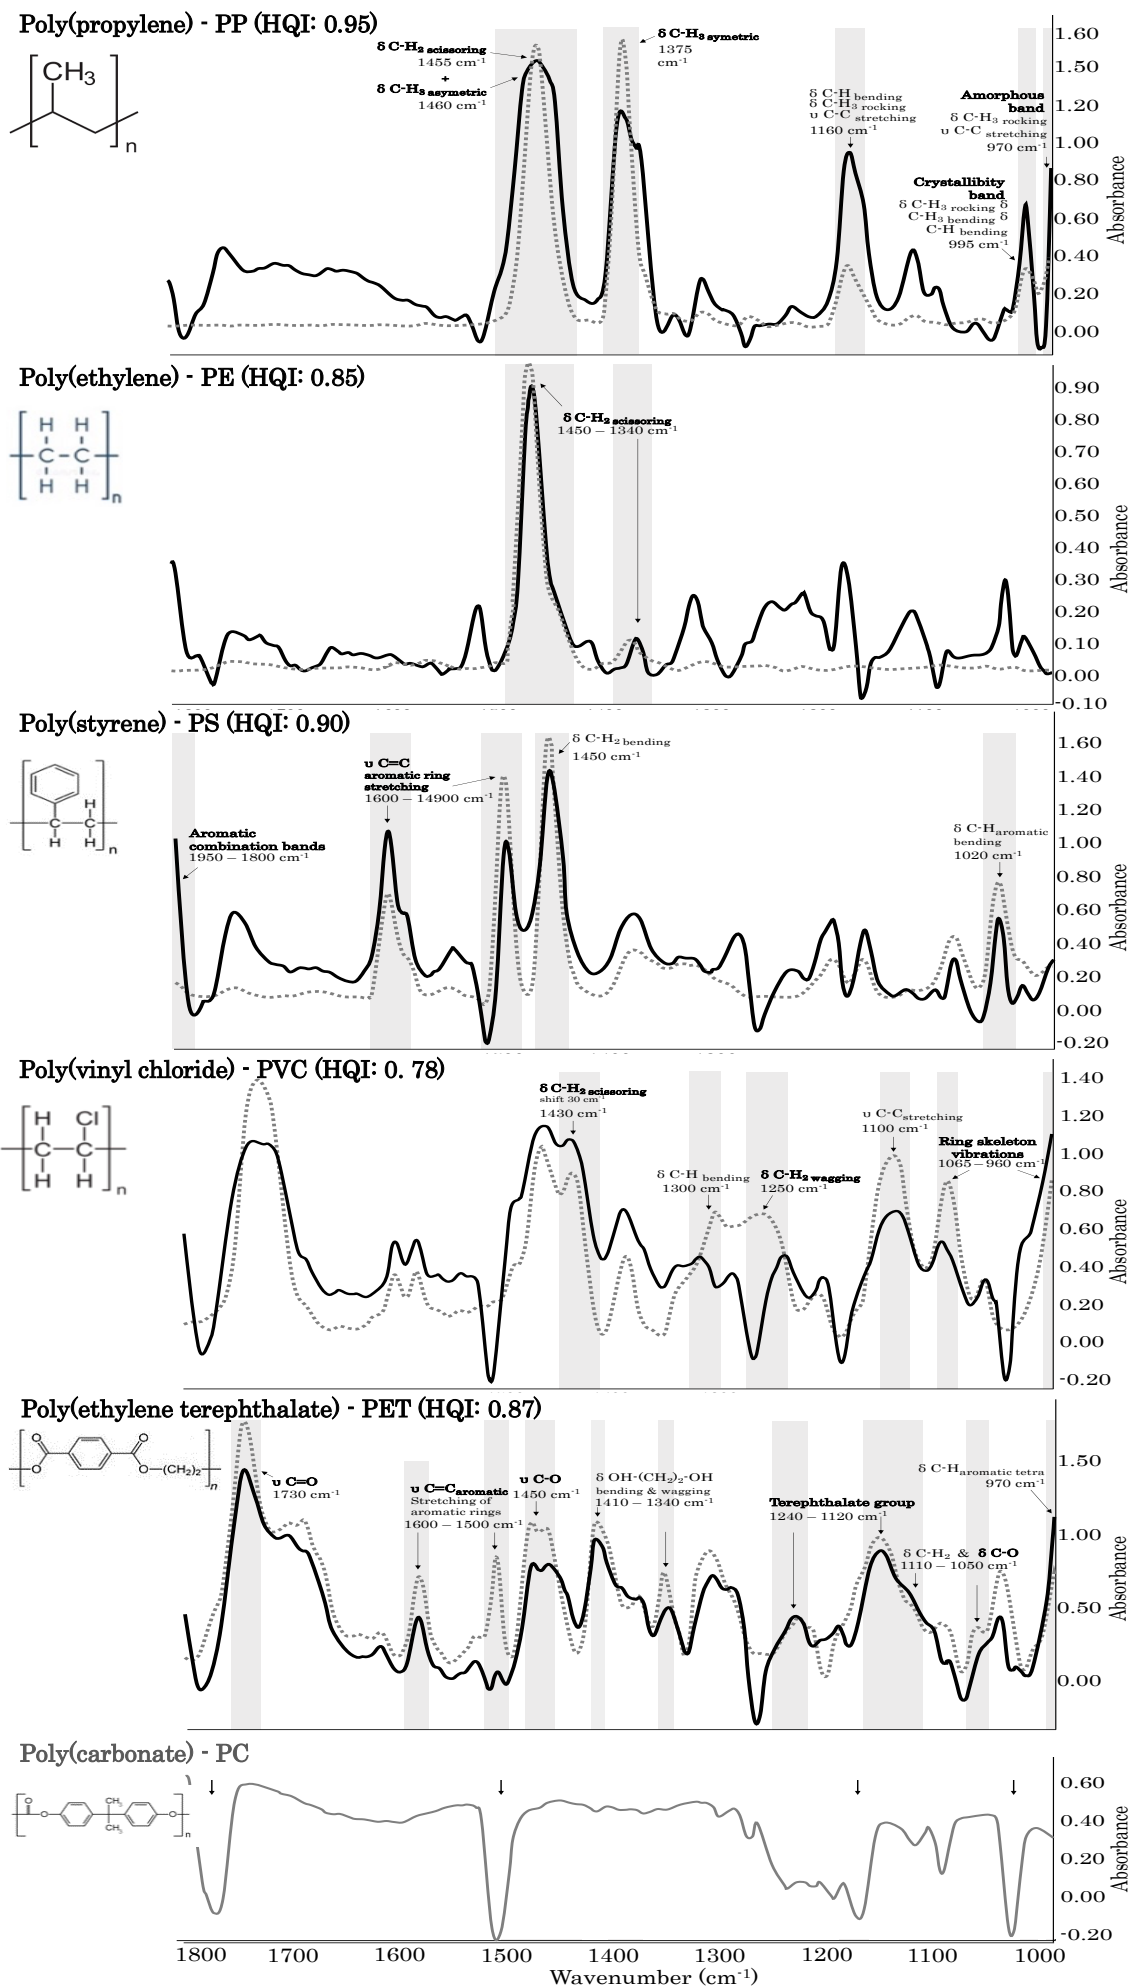 Poly(propylene) - PP (HQI: 0.95)
CH3
n
δ C-H2 scissoring
1455 cm-1
+
δ C-H3 asymetric
1460 cm-1
δ C-H3 symetric
1375
cm-1
δ C-H bending
δ C-H3 rocking
υ C-C stretching
1160 cm-1
Amorphous
band
δ C-H3 rocking
υ C-C stretching
970 cm-1
Crystallibity
band
δ C-H3 rocking δ
C-H3 bending δ
C-H bending
995 cm-1
1.60
1.50
1.20
1.00
0.80
0.60
0.40
0.20
0.00
Absorbance
Poly(ethylene) - PE (HQI: 0.85)
H H
C C
H H
n
δ C-H2 scissoring
1450 – 1340 cm-1
0.90
0.80
0.70
0.60
0.50
0.40
0.30
0.20
0.10
0.00
-0.10
Absorbance
Poly(styrene) - PS (HQI: 0.90)
H
C C
H H
n
Aromatic
combination bands
1950 – 1800 cm-1
υ C=C
aromatic ring
stretching
1600 – 14900 cm-1
δ C-H2 bending
1450 cm-1
δ C-Haromatic
bending
1020 cm-1
1.60
1.40
1.20
1.00
0.80
0.60
0.40
0.20
0.00
-0.20
Absorbance
Poly(vinyl chloride) - PVC (HQI: 0. 78)
H Cl
C C
H H
n
δ C-H2 scissoring
shift 30 cm-1
1430 cm-1
δ C-H bending
1300 cm-1
δ C-H2 wagging
1250 cm-1
υ C-Cstretching
1100 cm-1
Ring skeleton
vibrations
1065 – 960 cm-1
1.40
1.20
1.00
0.80
0.60
0.40
0.20
0.00
-0.20
Absorbance
Poly(ethylene terephthalate) - PET (HQI: 0.87)
O O
O O-(CH2)2
n
υ C=O
1730 cm-1
υ C=Caromatic
Stretching of
aromatic rings
1600 – 1500 cm-1
υ C-O
1450 cm-1
δ OH-(CH2)2-OH
bending & wagging
1410 – 1340 cm-1
Terephthalate group
1240 – 1120 cm-1
δ C-Haromatic tetra
970 cm-1
δ C-H2 & δ C-O
1110 – 1050 cm-1
1.50
1.00
0.50
0.00
Absorbance
Poly(carbonate) - PC
O
O
CH3
CH3
O
n
0.60
0.40
0.20
0.00
-0.20
Absorbance
1800 1700 1600 1500 1400 1300 1200 1100 1000
Wavenumber (cm-1)